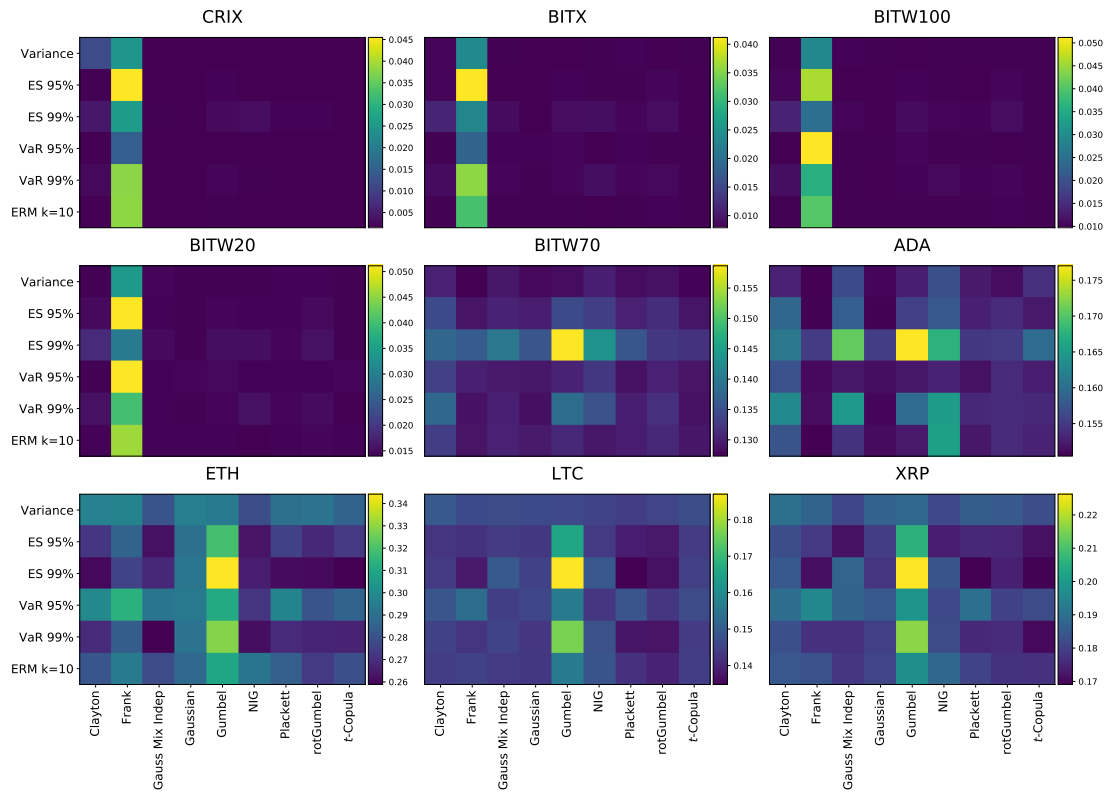 CRIX
BITX
BITW100
Variance
ES 95%
ES 99%
VaR 95%
VaR 99%
ERM k=10
0.045
0.040
0.035
0.030
0.025
0.020
0.015
0.010
0.005
0.040
0.035
0.030
0.025
0.020
0.015
0.010
0.050
0.045
0.040
0.035
0.030
0.025
0.020
0.015
0.010
BITW20
BITW70
ADA
Variance
ES 95%
ES 99%
VaR 95%
VaR 99%
ERM k=10
0.050
0.045
0.040
0.035
0.030
0.025
0.020
0.015
0.155
0.150
0.145
0.140
0.135
0.130
0.175
0.170
0.165
0.160
0.155
ETH
LTC
XRP
Variance
ES 95%
ES 99%
VaR 95%
VaR 99%
ERM k=10
0.34
0.33
0.32
0.31
0.30
0.29
0.28
0.27
0.26
0.18
0.17
0.16
0.15
0.14
0.22
0.21
0.20
0.19
0.18
0.17
Clayton
Frank
Gauss Mix Indep
Gaussian
Gumbel
NIG
Plackett
rotGumbel
t-Copula
Clayton
Frank
Gauss Mix Indep
Gaussian
Gumbel
NIG
Plackett
rotGumbel
t-Copula
Clayton
Frank
Gauss Mix Indep
Gaussian
Gumbel
NIG
Plackett
rotGumbel
t-Copula